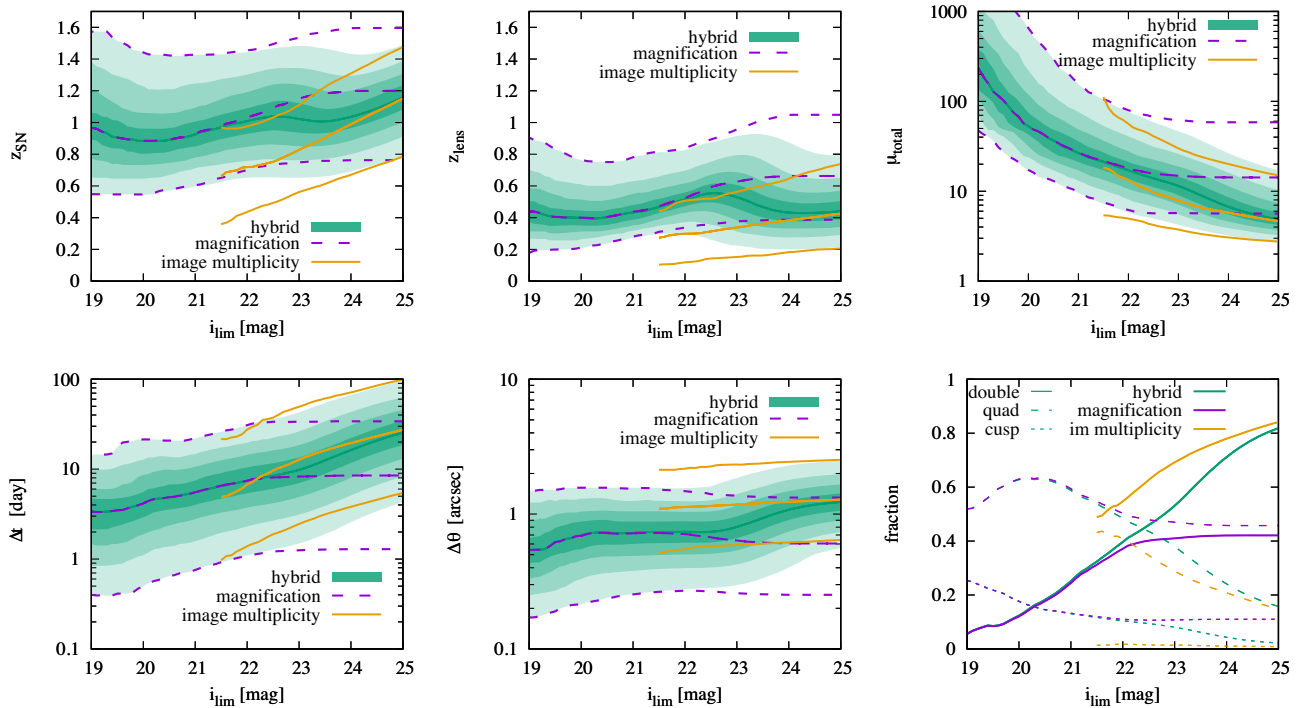 1.6
1.4
1.2
1
0.8
0.6
0.4
0.2
0
z_SN
hybrid
magnification
image multiplicity
19 20 21 22 23 24 25
i_lim [mag]
1.6
1.4
1.2
1
0.8
0.6
0.4
0.2
0
z_lens
hybrid
magnification
image multiplicity
19 20 21 22 23 24 25
i_lim [mag]
1000
100
10
1
μ_total
hybrid
magnification
image multiplicity
19 20 21 22 23 24 25
i_lim [mag]
100
10
1
0.1
Δt [day]
hybrid
magnification
image multiplicity
19 20 21 22 23 24 25
i_lim [mag]
10
1
0.1
Δθ [arcsec]
hybrid
magnification
image multiplicity
19 20 21 22 23 24 25
i_lim [mag]
1
0.8
0.6
0.4
0.2
0
fraction
double hybrid
quad magnification
cusp im multiplicity
19 20 21 22 23 24 25
i_lim [mag]